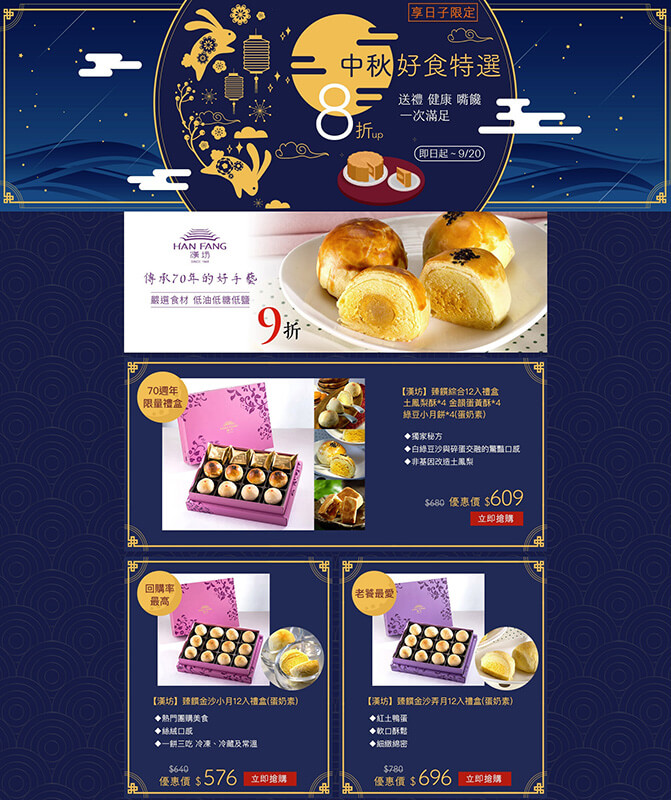 享日子限定
中秋好食特選
8折up
送禮 健康 嘴饞
一次滿足
即日起~9/20
HAN FANG
漢坊
SINCE 1948
傳承70年的好手藝
嚴選食材 低油低糖低鹽
9折
70週年
限量禮盒
【漢坊】臻饌綜合12入禮盒
土鳳梨酥*4 金韻蛋黃酥*4
綠豆小月餅*4(蛋奶素)
◆獨家秘方
◆白綠豆沙與碎蛋交融的驚豔口感
◆非基因改造土鳳梨
$680 優惠價 $609
立即搶購
回購率
最高
【漢坊】臻饌金沙小月12入禮盒(蛋奶素)
◆熱門團購美食
◆絲絨口感
◆一餅三吃 冷凍、冷藏及常溫
$640
優惠價 $576 立即搶購
老饕最愛
【漢坊】臻饌金沙弄月12入禮盒(蛋奶素)
◆紅土鴨蛋
◆軟口酥鬆
◆細緻綿密
$780
優惠價 $696 立即搶購